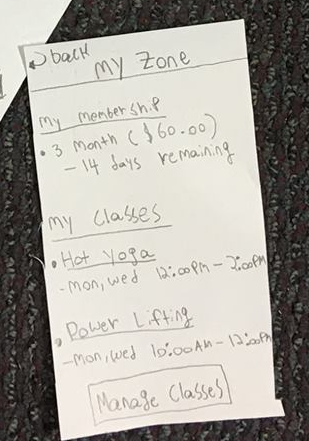 back
My Zone
My membership
• 3 month ($60.00)
- 14 days remaining
My Classes
• Hot Yoga
- Mon, Wed 12:00PM - 2:00PM
• Power Lifting
- Mon, Wed 10:00AM - 12:00PM
Manage Classes